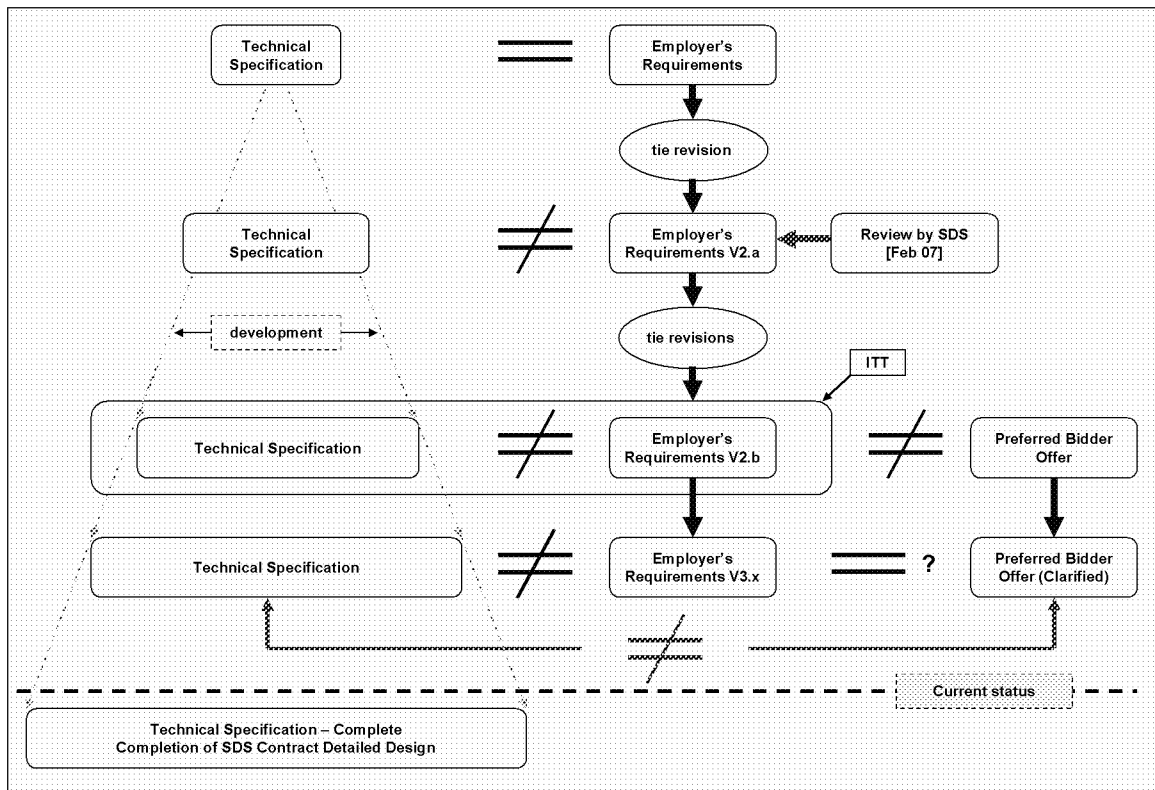 Technical
Specification
Employer's
Requirements
tie revision
Technical
Specification
Employer's
Requirements V2.a
Review by SDS
[Feb 07]
development
tie revisions
ITT
Technical Specification
Employer's
Requirements V2.b
Preferred Bidder
Offer
Technical Specification
Employer's
Requirements V3.x
?
Preferred Bidder
Offer (Clarified)
Current status
Technical Specification – Complete
Completion of SDS Contract Detailed Design